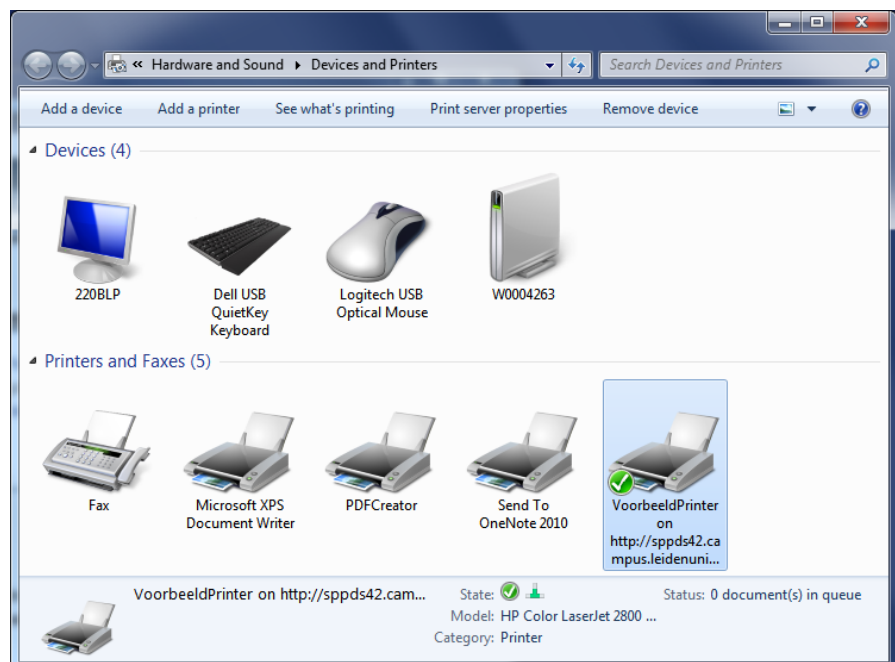 « Hardware and Sound ▸ Devices and Printers
Search Devices and Printers
Add a device Add a printer See what's printing Print server properties Remove device
Devices (4)
220BLP
Dell USB QuietKey Keyboard
Logitech USB Optical Mouse
W0004263
Printers and Faxes (5)
Fax
Microsoft XPS Document Writer
PDFCreator
Send To OneNote 2010
VoorbeeldPrinter on http://sppds42.campus.leidenuni...
VoorbeeldPrinter on http://sppds42.cam...
State:
Status: 0 document(s) in queue
Model: HP Color LaserJet 2800 ...
Category: Printer